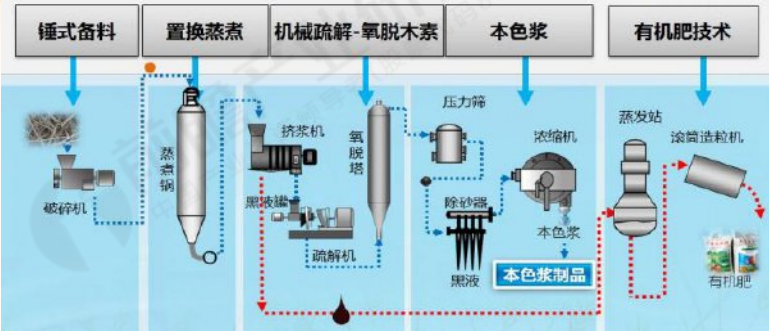 锤式备料
置换蒸煮
机械疏解-氧脱木素
本色浆
有机肥技术
破碎机
蒸煮锅
挤浆机
黑液罐
疏解机
氧脱塔
压力筛
除砂器
黑液
浓缩机
本色浆
本色浆制品
蒸发站
滚筒造粒机
有机肥